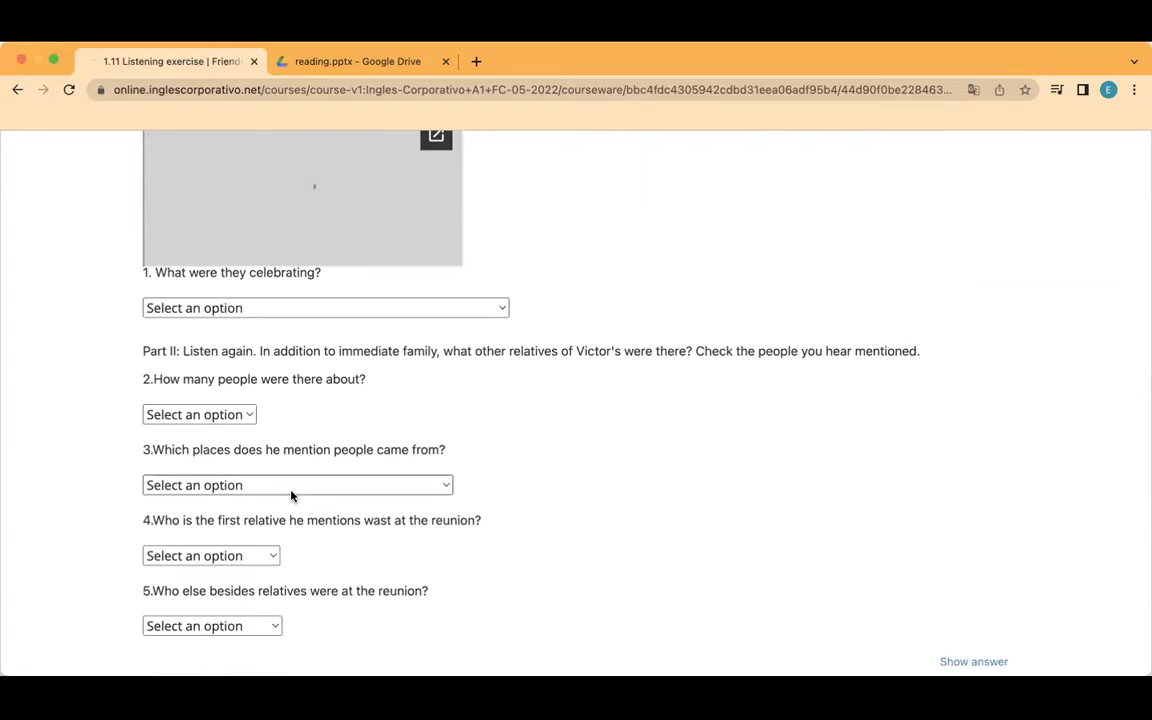 1.11 Listening exercise | Friend
reading.pptx - Google Drive
online.inglescorporativo.net/courses/course-v1:Ingles-Corporativo+A1+FC-05-2022/courseware/bbc4fdc4305942cdbd31eea06adf95b4/44d90f0be228463...
E
1. What were they celebrating?
Select an option
Part II: Listen again. In addition to immediate family, what other relatives of Victor's were there? Check the people you hear mentioned.
2.How many people were there about?
Select an option
3.Which places does he mention people came from?
Select an option
4.Who is the first relative he mentions wast at the reunion?
Select an option
5.Who else besides relatives were at the reunion?
Select an option
Show answer